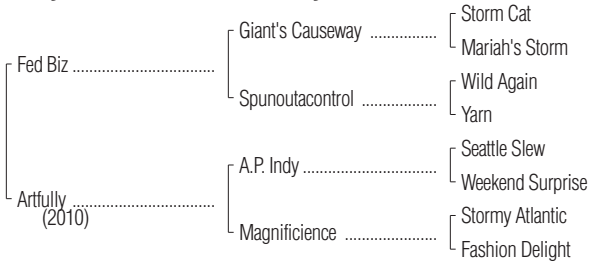 Storm Cat
Giant's Causeway ................
Mariah's Storm
Fed Biz ..................................
Wild Again
Spunoutacontrol ..................
Yarn
Seattle Slew
A.P. Indy ................................
Weekend Surprise
Artfully ..................................
(2010)
Stormy Atlantic
Magnificience ......................
Fashion Delight